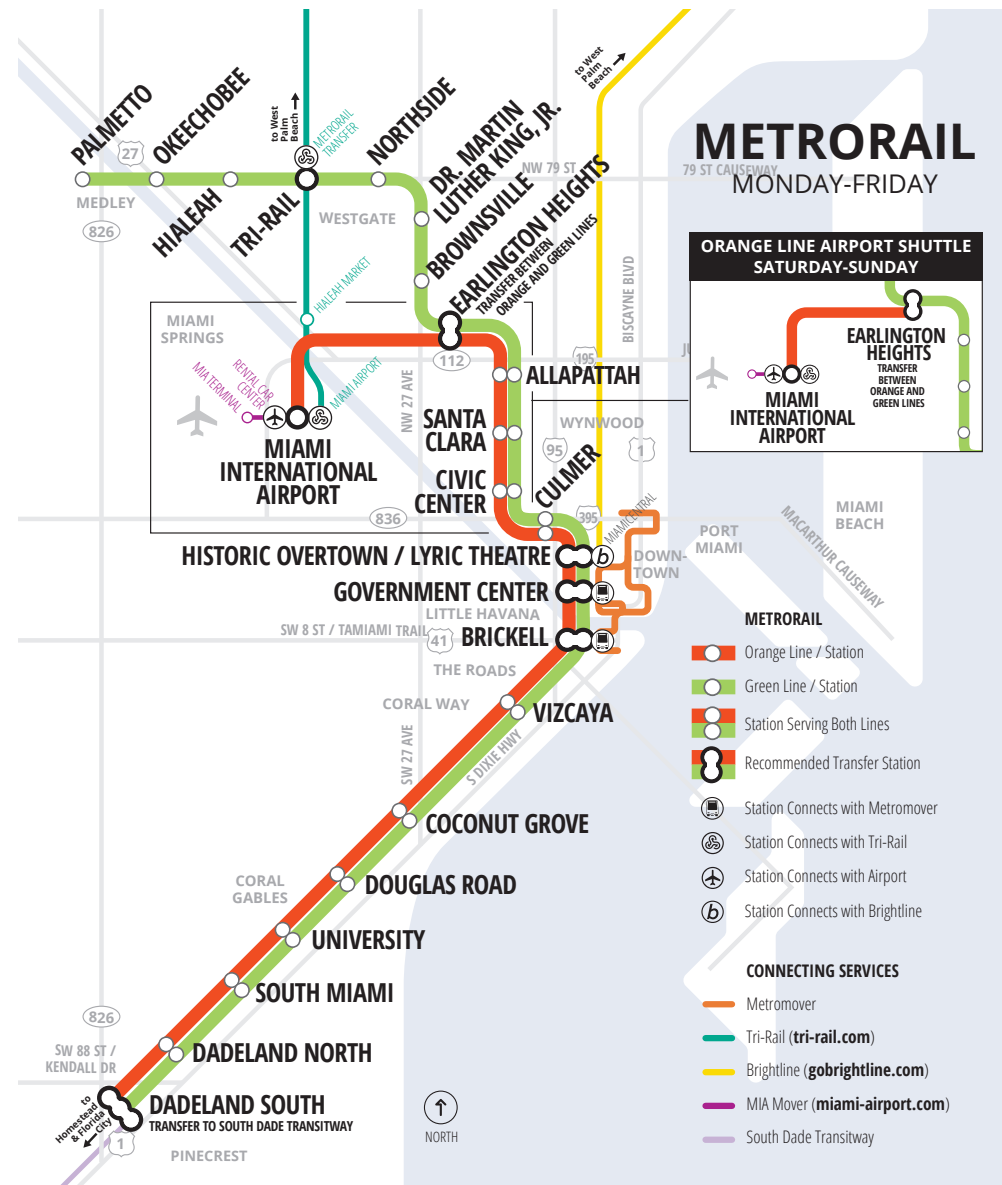 METRORAIL
MONDAY-FRIDAY
PALMETTO
27
OKEECHOBEE
to West
Palm
Beach
METRORAIL
TRANSFER
NORTHSIDE
DR. MARTIN
LUTHER KING, JR.
to West
Palm
Beach
NW 79 ST
79 ST CAUSEWAY
MEDLEY
826
HIALEAH
TRI-RAIL
WESTGATE
BROWNSVILLE
EARLINGTON HEIGHTS
TRANSFER BETWEEN
ORANGE AND GREEN LINES
HIALEAH MARKET
BISCAYNE BLVD
ORANGE LINE AIRPORT SHUTTLE
SATURDAY-SUNDAY
EARLINGTON
HEIGHTS
TRANSFER
BETWEEN
ORANGE AND
GREEN LINES
MIAMI
INTERNATIONAL
AIRPORT
MIAMI
SPRINGS
112
195
JU
RENTAL CAR
CENTER
MIA TERMINAL
MIAMI AIRPORT
NW 27 AVE
ALLAPATTAH
MIAMI
INTERNATIONAL
AIRPORT
SANTA
CLARA
WYNWOOD
95
1
CIVIC
CENTER
CULMER
836
395
MIAMICENTRAL
PORT
MIAMI
MIAMI
BEACH
MACARTHUR CAUSEWAY
HISTORIC OVERTOWN / LYRIC THEATRE
b
DOWN-
TOWN
GOVERNMENT CENTER
LITTLE HAVANA
SW 8 ST / TAMIAMI TRAIL
41
BRICKELL
THE ROADS
CORAL WAY
VIZCAYA
SW 27 AVE
S DIXIE HWY
COCONUT GROVE
CORAL
GABLES
DOUGLAS ROAD
UNIVERSITY
SOUTH MIAMI
826
SW 88 ST /
KENDALL DR
DADELAND NORTH
DADELAND SOUTH
TRANSFER TO SOUTH DADE TRANSITWAY
to
Homestead
& Florida
City
1
PINECREST
NORTH
METRORAIL
Orange Line / Station
Green Line / Station
Station Serving Both Lines
Recommended Transfer Station
Station Connects with Metromover
Station Connects with Tri-Rail
Station Connects with Airport
b
Station Connects with Brightline
CONNECTING SERVICES
Metromover
Tri-Rail (tri-rail.com)
Brightline (gobrightline.com)
MIA Mover (miami-airport.com)
South Dade Transitway